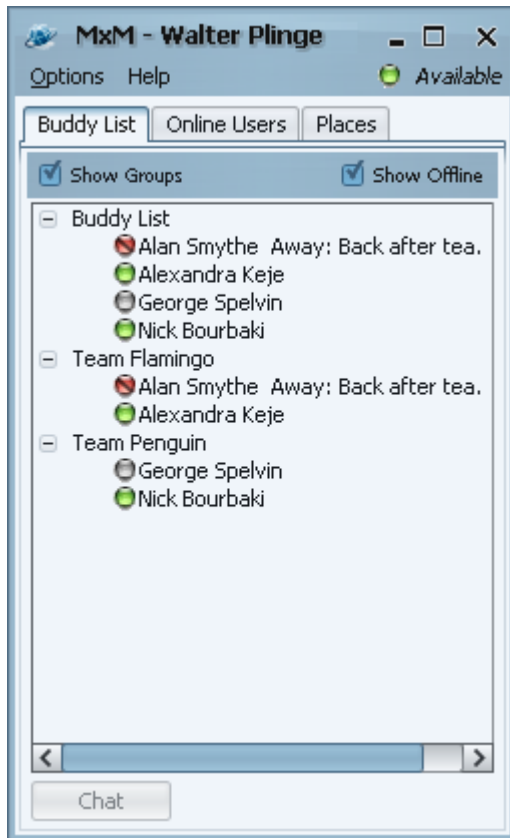 MxM - Walter Plinge
Options Help Available
Buddy List Online Users Places
Show Groups Show Offline
Buddy List
Alan Smythe Away: Back after tea.
Alexandra Keje
George Spelvin
Nick Bourbaki
Team Flamingo
Alan Smythe Away: Back after tea.
Alexandra Keje
Team Penguin
George Spelvin
Nick Bourbaki
Chat